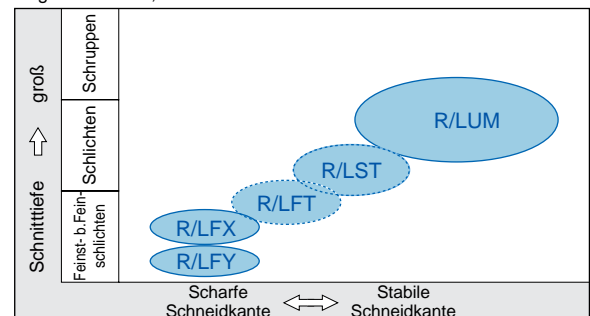 groß
Schnitttiefe
Schruppen
Schlichten
Feinst- b.Fein-
schlichten
R/LUM
R/LST
R/LFT
R/LFX
R/LFY
Scharfe
Schneidkante
Stabile
Schneidkante